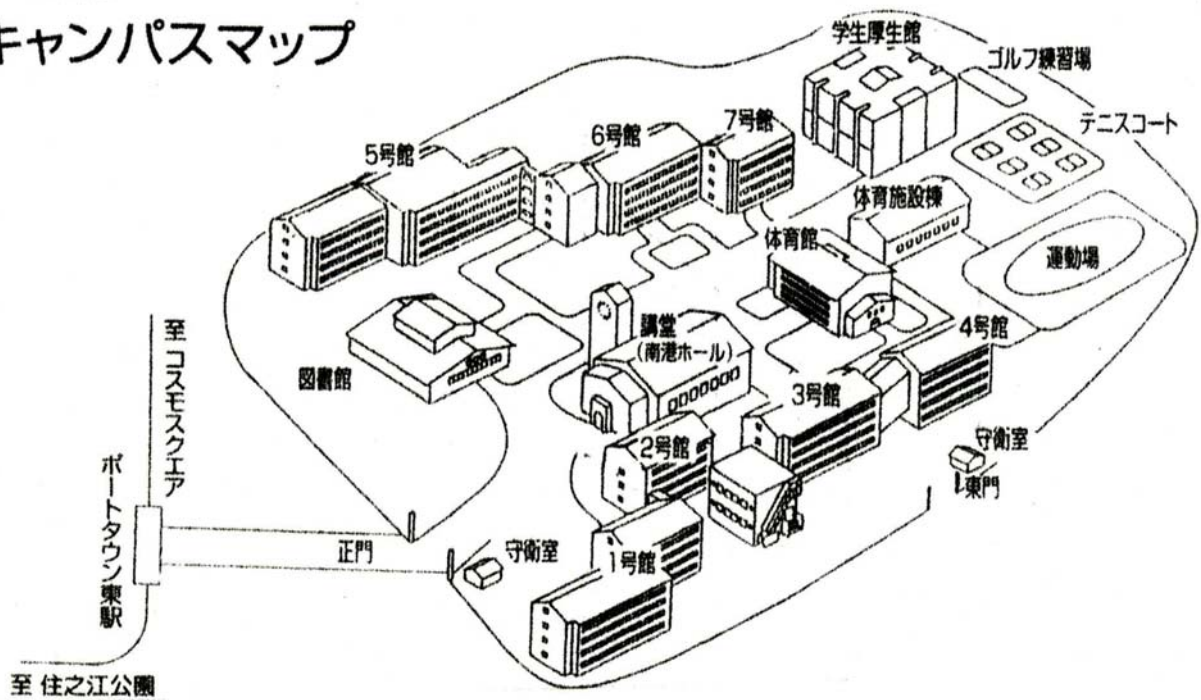 キャンパスマップ
学生厚生館
ゴルフ練習場
テニスコート
7号館
6号館
5号館
体育施設棟
体育館
運動場
講堂
(南港ホール)
4号館
図書館
3号館
2号館
守衛室
東門
1号館
守衛室
正門
至 コスモスクエア
ポートタウン東駅
至 住之江公園